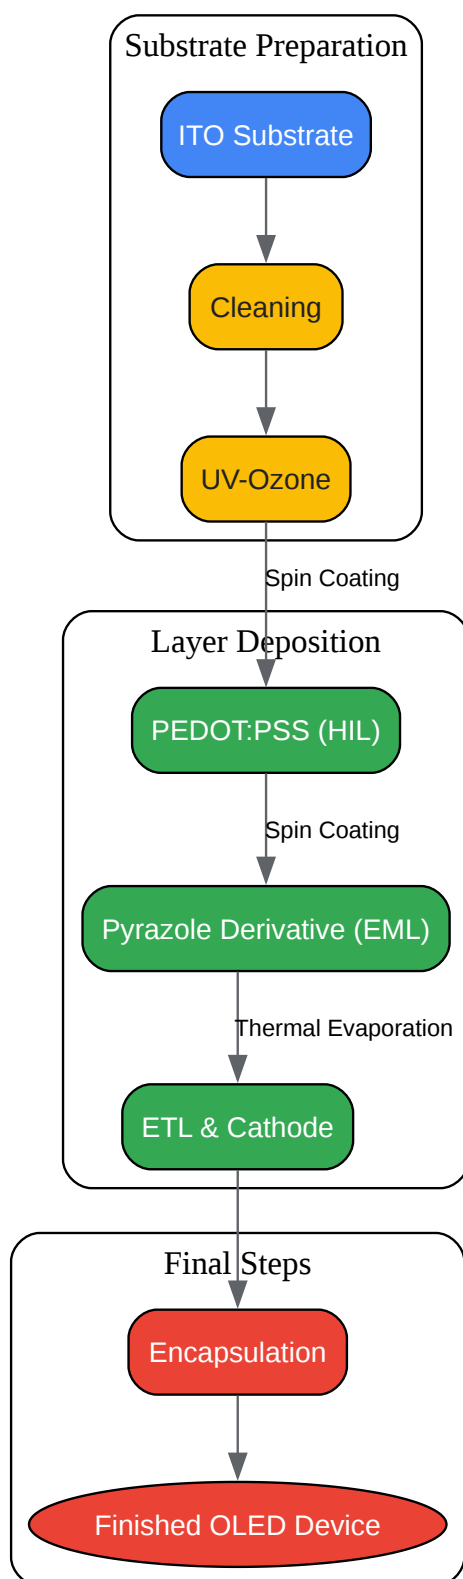 Substrate Preparation
ITO Substrate
Cleaning
UV-Ozone
Spin Coating
Layer Deposition
PEDOT:PSS (HIL)
Spin Coating
Pyrazole Derivative (EML)
Thermal Evaporation
ETL & Cathode
Final Steps
Encapsulation
Finished OLED Device